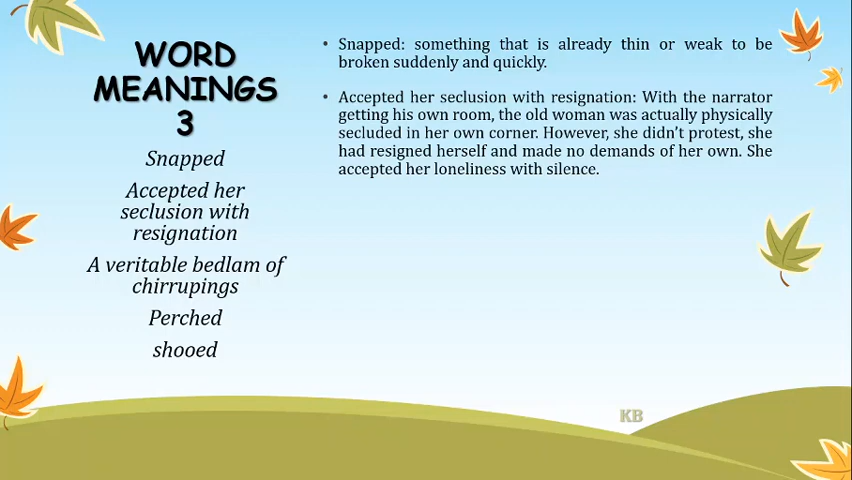 WORD
MEANINGS
3
Snapped
Accepted her
seclusion with
resignation
A veritable bedlam of
chirrupings
Perched
shooed
• Snapped: something that is already thin or weak to be
broken suddenly and quickly.
• Accepted her seclusion with resignation: With the narrator
getting his own room, the old woman was actually physically
secluded in her own corner. However, she didn't protest, she
had resigned herself and made no demands of her own. She
accepted her loneliness with silence.
KB